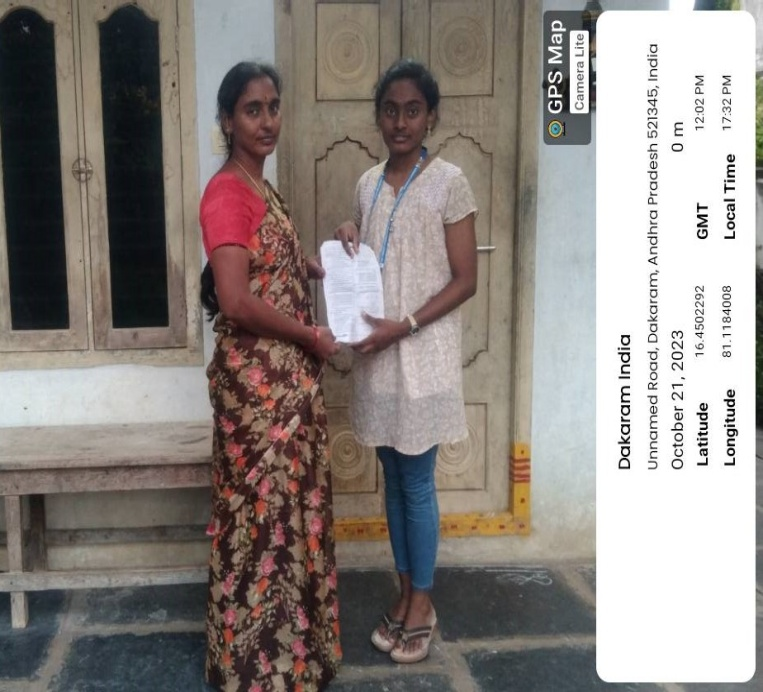 GPS Map
Camera Lite
Dakaram India
Unnamed Road, Dakaram, Andhra Pradesh 521345, India
October 21, 2023 0 m
Latitude 16.4502292 GMT 12:02 PM
Longitude 81.1184008 Local Time 17:32 PM